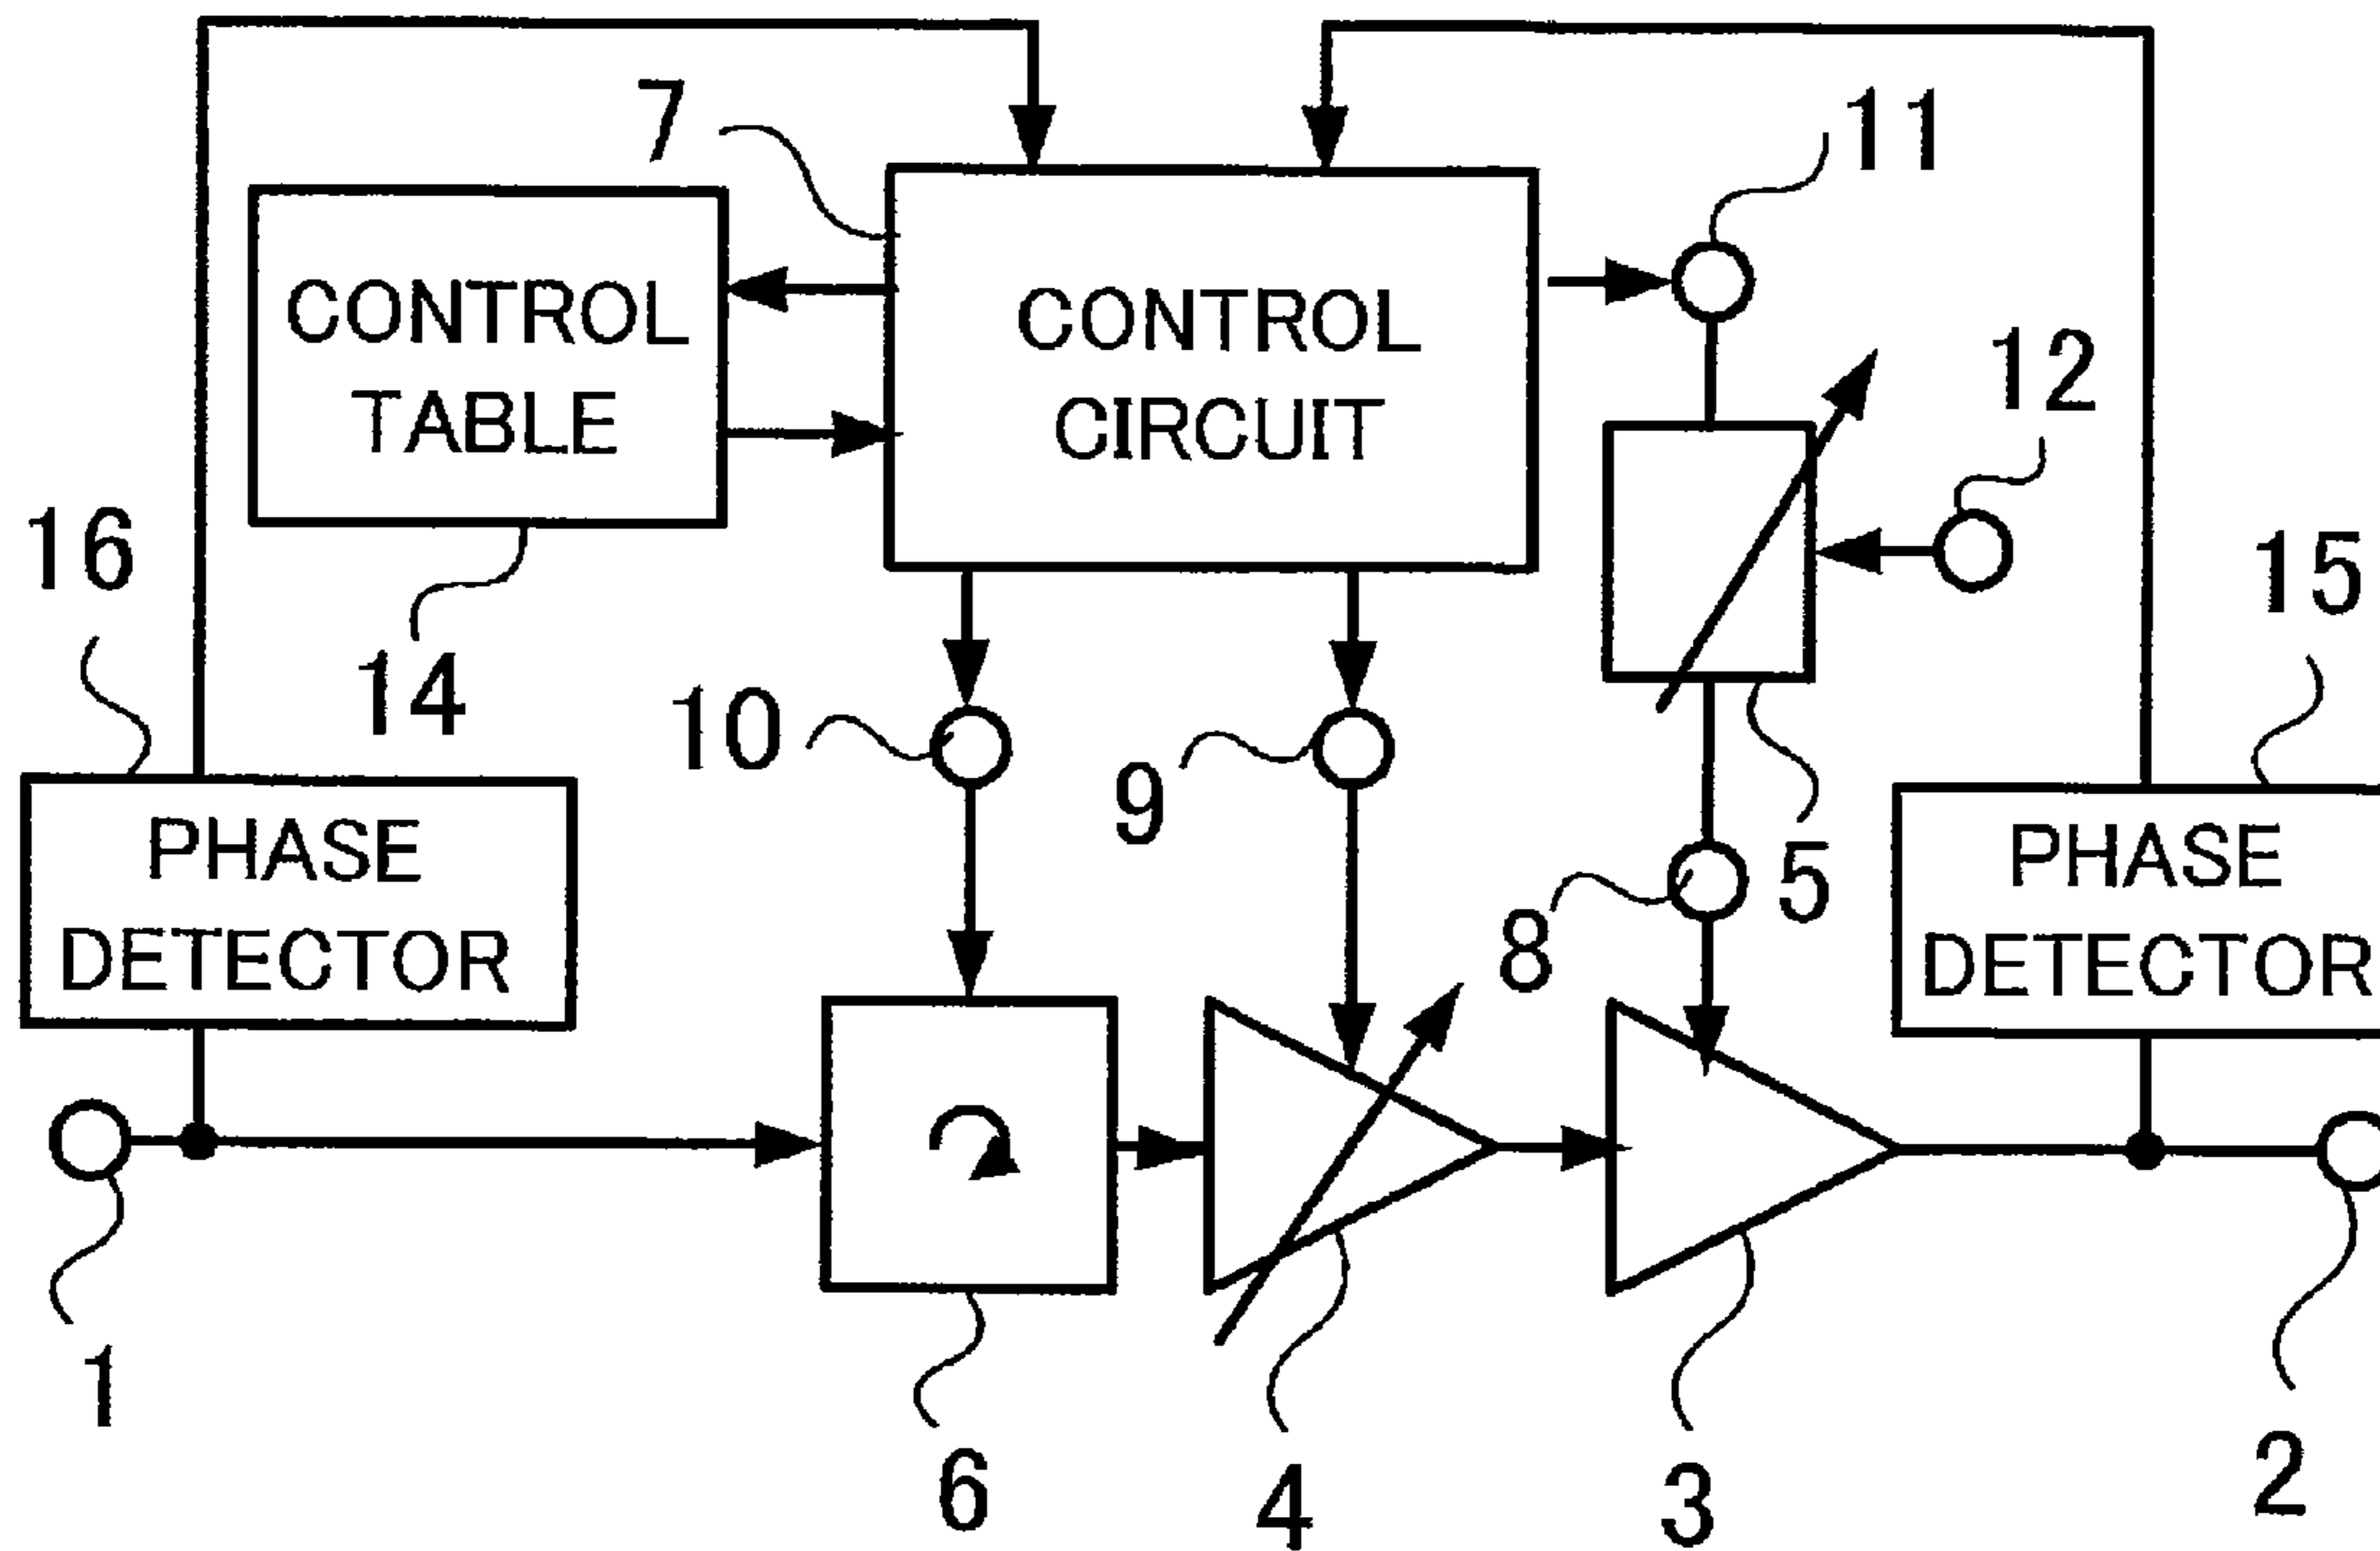 7
11
CONTROL
TABLE
CONTROL
CIRCUIT
12
16
15
14
10
9
PHASE
DETECTOR
8
5
PHASE
DETECTOR
1
6
4
3
2